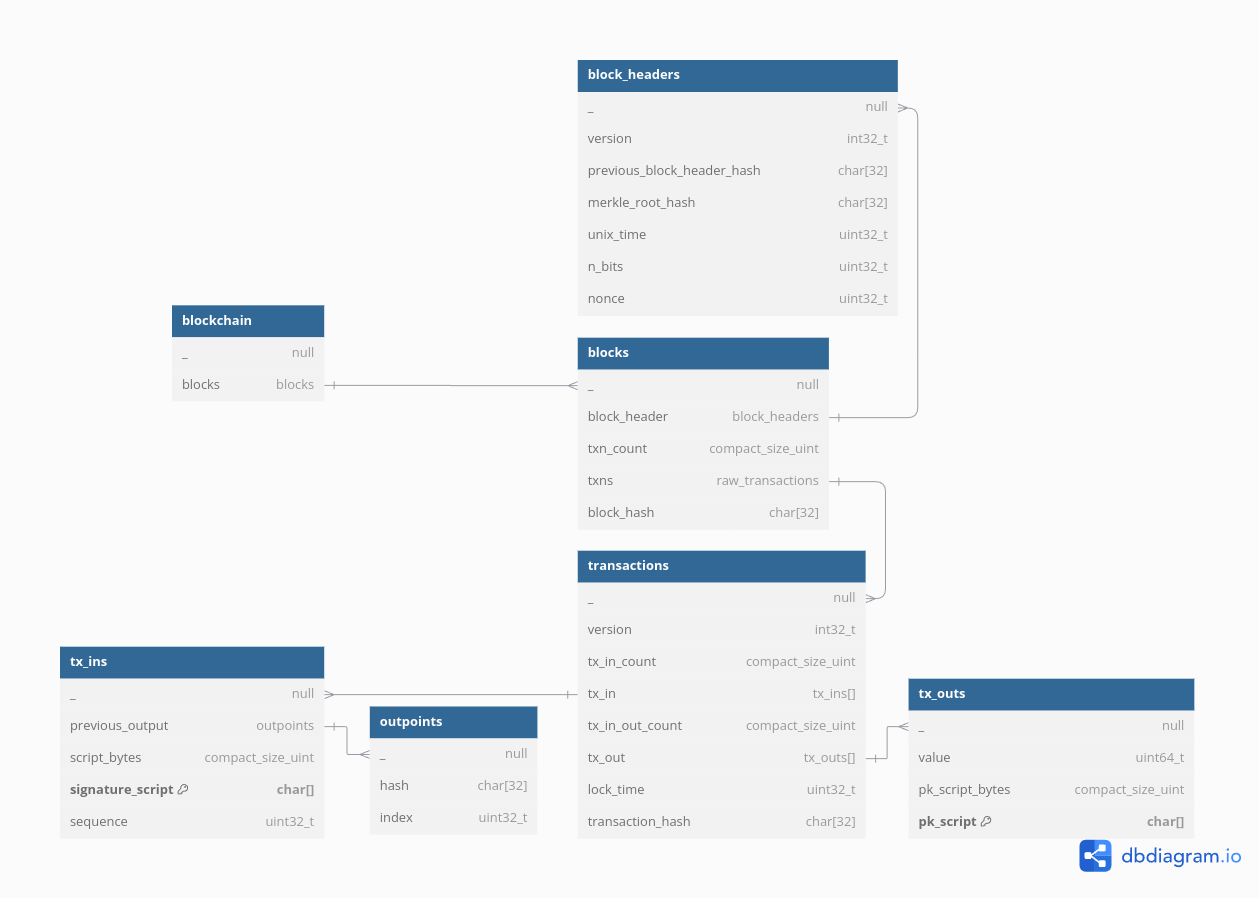 block_headers
_ null
version int32_t
previous_block_header_hash char[32]
merkle_root_hash char[32]
unix_time uint32_t
n_bits uint32_t
nonce uint32_t
blockchain
_ null
blocks blocks
blocks
_ null
block_header block_headers
txn_count compact_size_uint
txns raw_transactions
block_hash char[32]
transactions
_ null
version int32_t
tx_in_count compact_size_uint
tx_in tx_ins[]
tx_in_out_count compact_size_uint
tx_out tx_outs[]
lock_time uint32_t
transaction_hash char[32]
tx_ins
_ null
previous_output outpoints
script_bytes compact_size_uint
signature_script char[]
sequence uint32_t
outpoints
_ null
hash char[32]
index uint32_t
tx_outs
_ null
value uint64_t
pk_script_bytes compact_size_uint
pk_script char[]
dbdiagram.io